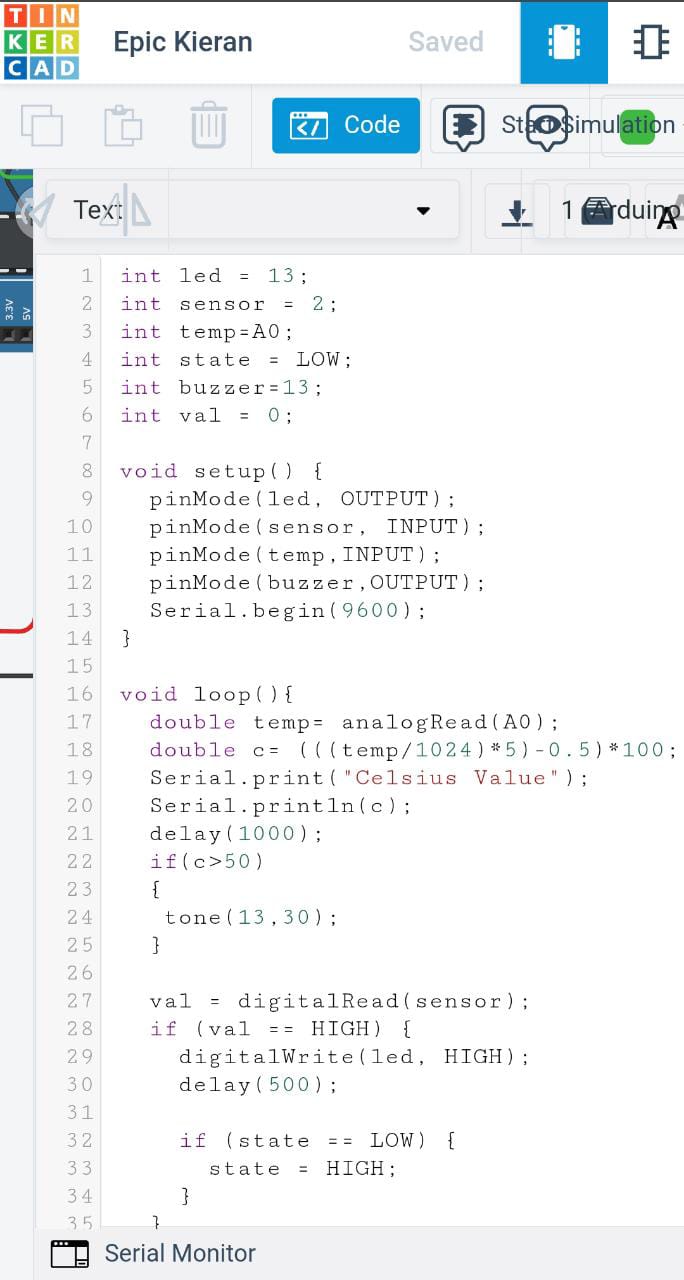 TIN
KER
CAD
Epic Kieran
Saved
Code
Start Simulation
Text
1 (Arduino
A
3.3V
5V
1 int led = 13;
2 int sensor = 2;
3 int temp=A0;
4 int state = LOW;
5 int buzzer=13;
6 int val = 0;
7
8 void setup() {
9 pinMode(led, OUTPUT);
10 pinMode(sensor, INPUT);
11 pinMode(temp,INPUT);
12 pinMode(buzzer,OUTPUT);
13 Serial.begin(9600);
14 }
15
16 void loop(){
17 double temp= analogRead(A0);
18 double c= (((temp/1024)*5)-0.5)*100;
19 Serial.print("Celsius Value");
20 Serial.println(c);
21 delay(1000);
22 if(c>50)
23 {
24 tone(13,30);
25 }
26
27 val = digitalRead(sensor);
28 if (val == HIGH) {
29 digitalWrite(led, HIGH);
30 delay(500);
31
32 if (state == LOW) {
33 state = HIGH;
34 }
35 }
Serial Monitor